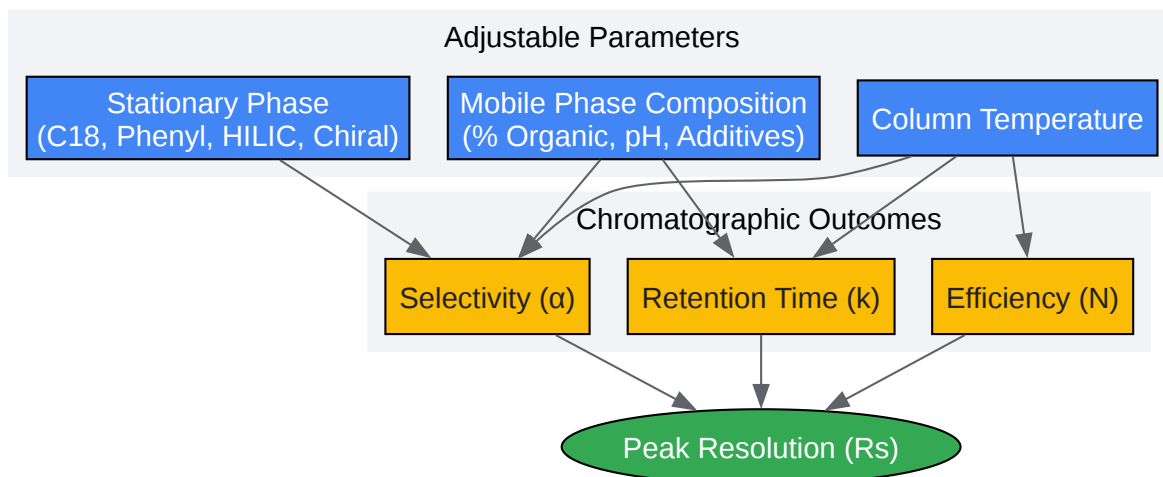 Adjustable Parameters
Stationary Phase
(C18, Phenyl, HILIC, Chiral)
Mobile Phase Composition
(% Organic, pH, Additives)
Column Temperature
Chromatographic Outcomes
Selectivity (α)
Retention Time (k)
Efficiency (N)
Peak Resolution (Rs)